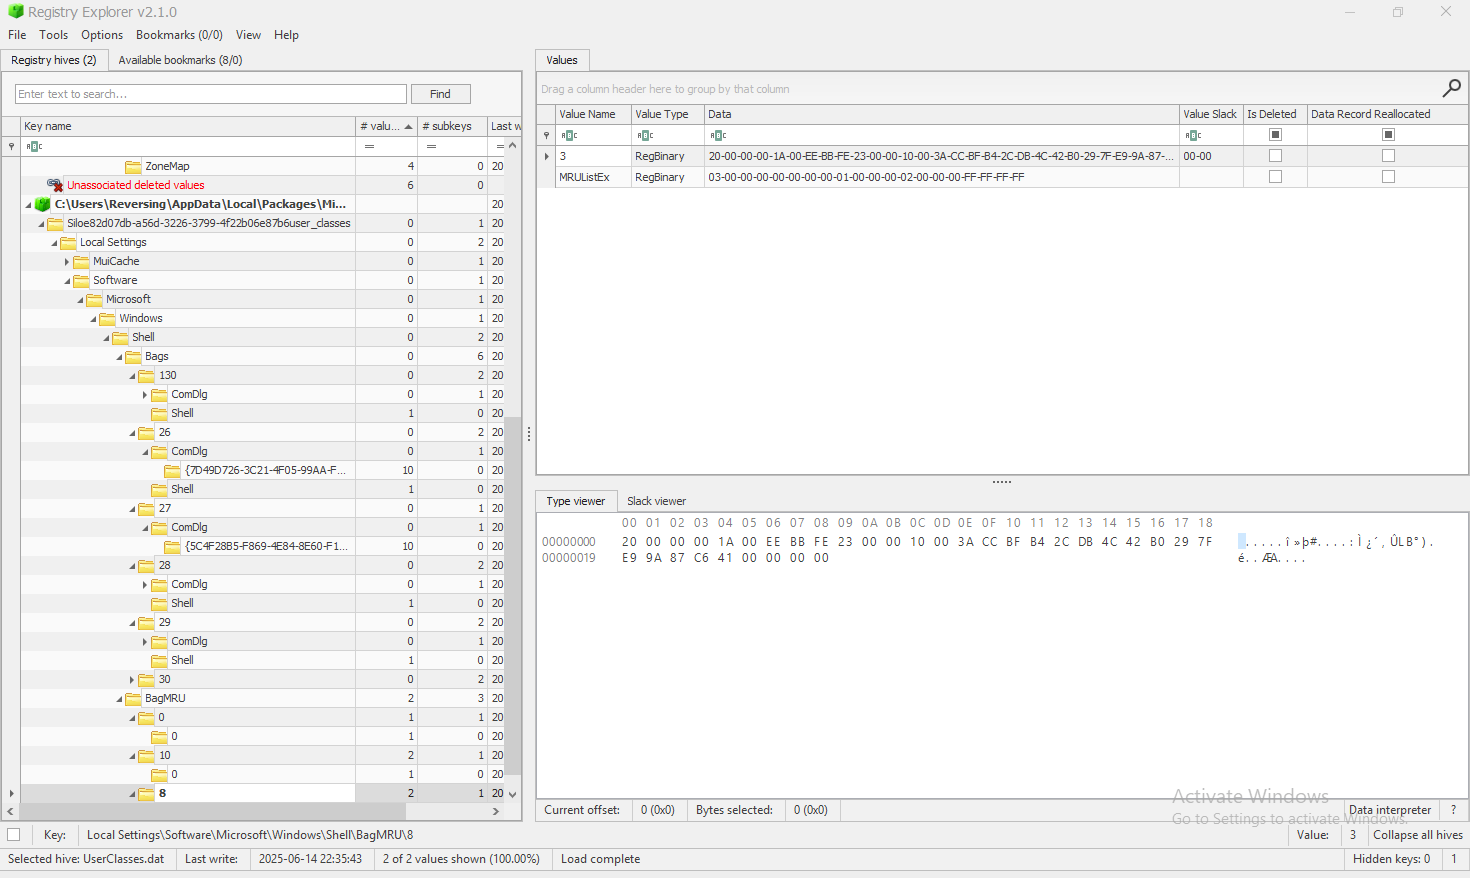 Registry Explorer v2.1.0
File Tools Options Bookmarks (0/0) View Help
Registry hives (2) Available bookmarks (8/0)
Enter text to search... Find
Key name # valu... # subkeys Last w
ZoneMap 4 0 20
Unassociated deleted values 6 0
C:\Users\Reversing\AppData\Local\Packages\Mi... 20
Siloe82d07db-a56d-3226-3799-4f22b06e87b6user_classes 0 1 20
Local Settings 0 2 20
MuiCache 0 1 20
Software 0 1 20
Microsoft 0 1 20
Windows 0 1 20
Shell 0 2 20
Bags 0 6 20
130 0 2 20
ComDlg 0 1 20
Shell 1 0 20
26 0 2 20
ComDlg 0 1 20
{7D49D726-3C21-4F05-99AA-F... 10 0 20
Shell 1 0 20
27 0 1 20
ComDlg 0 1 20
{5C4F28B5-F869-4E84-8E60-F1... 10 0 20
28 0 2 20
ComDlg 0 1 20
Shell 1 0 20
29 0 2 20
ComDlg 0 1 20
Shell 1 0 20
30 0 2 20
BagMRU 2 3 20
0 1 1 20
0 1 0 20
10 2 1 20
0 1 0 20
8 2 1 20
Values
Drag a column header here to group by that column
Value Name Value Type Data Value Slack Is Deleted Data Record Reallocated
3 RegBinary 20-00-00-00-1A-00-EE-BB-FE-23-00-00-10-00-3A-CC-BF-B4-2C-DB-4C-42-B0-29-7F-E9-9A-87-... 00-00
MRUListEx RegBinary 03-00-00-00-00-00-00-00-01-00-00-00-02-00-00-00-FF-FF-FF-FF
Type viewer Slack viewer
00 01 02 03 04 05 06 07 08 09 0A 0B 0C 0D 0E 0F 10 11 12 13 14 15 16 17 18
00000000 20 00 00 00 1A 00 EE BB FE 23 00 00 10 00 3A CC BF B4 2C DB 4C 42 B0 29 7F .....î»þ#....:Ì¿´,ÛLB°).
00000019 E9 9A 87 C6 41 00 00 00 00 é..ÆA....
Current offset: 0 (0x0) Bytes selected: 0 (0x0) Data interpreter ?
Activate Windows
Go to Settings to activate Windows.
Key: Local Settings\Software\Microsoft\Windows\Shell\BagMRU\8 Value: 3 Collapse all hives
Selected hive: UserClasses.dat Last write: 2025-06-14 22:35:43 2 of 2 values shown (100.00%) Load complete Hidden keys: 0 1